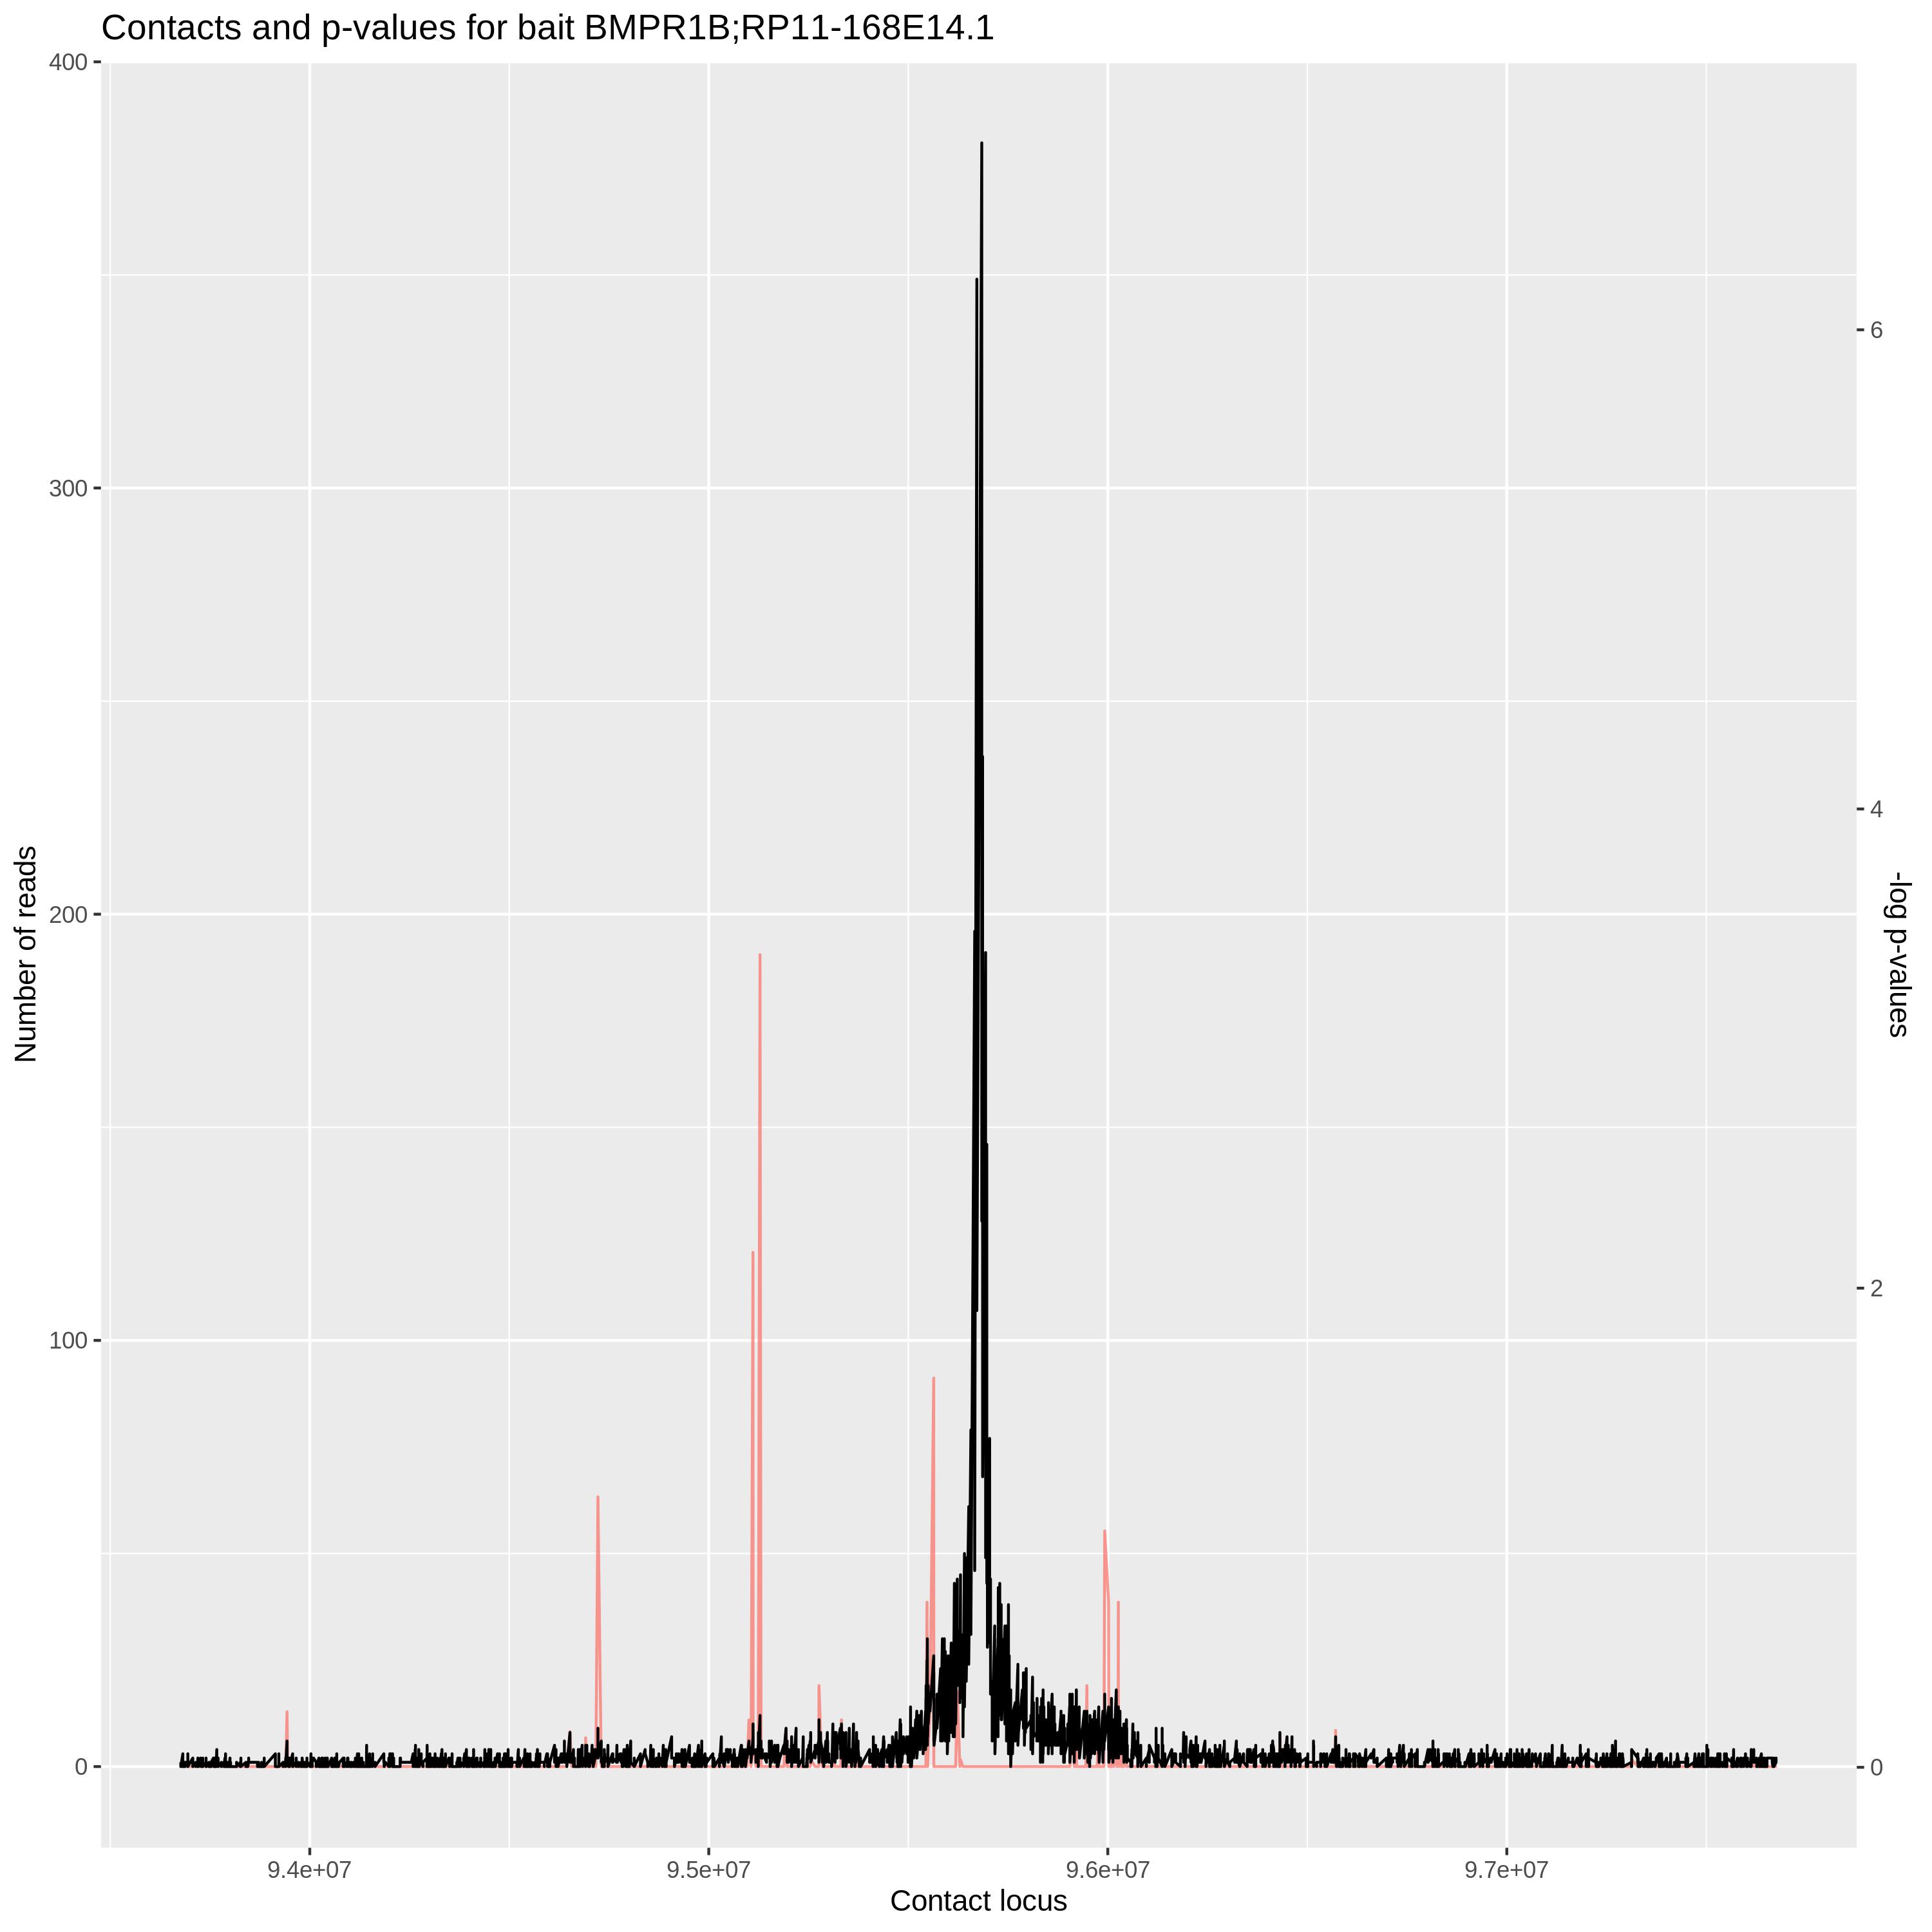 Contacts and p-values for bait BMPR1B;RP11-168E14.1
400
300
200
100
0
Number of reads
6
4
2
0
-log p-values
9.4e+07
9.5e+07
9.6e+07
9.7e+07
Contact locus